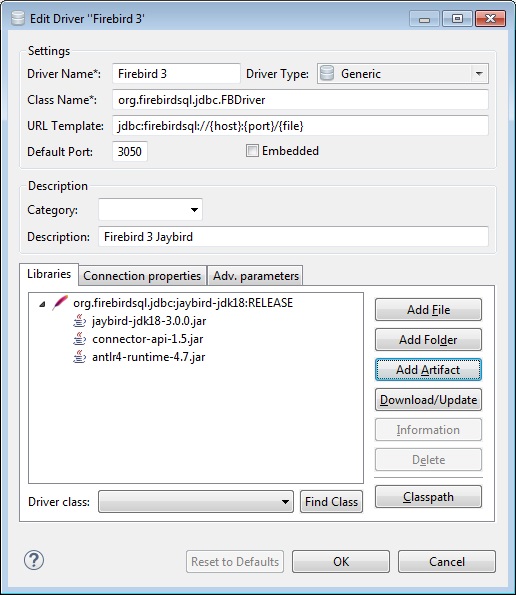 Edit Driver "Firebird 3'
Settings
Driver Name*: Firebird 3 Driver Type: Generic
Class Name*: org.firebirdsql.jdbc.FBDriver
URL Template: jdbc:firebirdsql://{host}:{port}/{file}
Default Port: 3050 Embedded
Description
Category:
Description: Firebird 3 Jaybird
Libraries Connection properties Adv. parameters
org.firebirdsql.jdbc:jaybird-jdk18:RELEASE
jaybird-jdk18-3.0.0.jar
connector-api-1.5.jar
antlr4-runtime-4.7.jar
Add File
Add Folder
Add Artifact
Download/Update
Information
Delete
Classpath
Driver class: Find Class
? Reset to Defaults OK Cancel